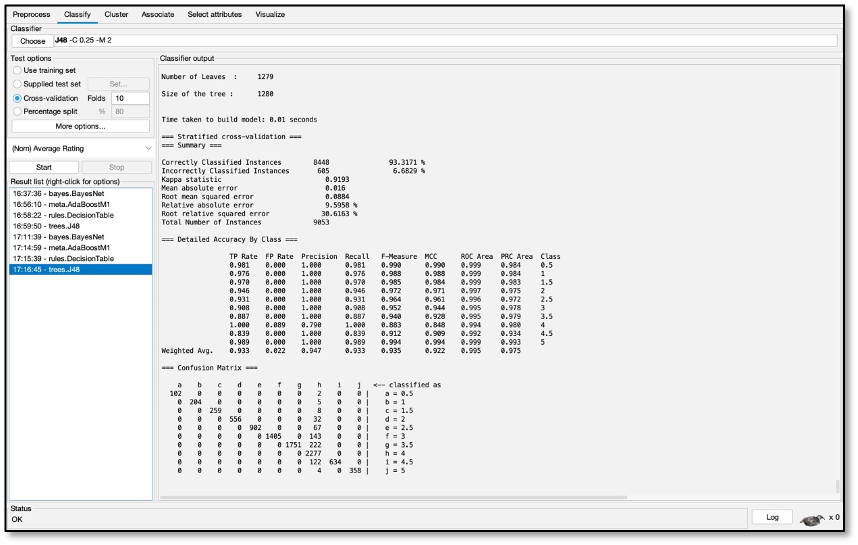 Preprocess Classify Cluster Associate Select attributes Visualize
Classifier
Choose J48 -C 0.25 -M 2
Test options
Use training set
Supplied test set Set...
Cross-validation Folds 10
Percentage split % 80
More options...
(Nom) Average Rating
Start Stop
Result list (right-click for options)
16:37:36 - bayes.BayesNet
16:56:10 - meta.AdaBoostM1
16:58:22 - rules.DecisionTable
16:59:50 - trees.J48
17:11:39 - bayes.BayesNet
17:14:59 - meta.AdaBoostM1
17:15:39 - rules.DecisionTable
17:16:45 - trees.J48
Classifier output
Number of Leaves : 1279
Size of the tree : 1280
Time taken to build model: 0.01 seconds
=== Stratified cross-validation ===
=== Summary ===
Correctly Classified Instances 8448 93.3171 %
Incorrectly Classified Instances 605 6.6829 %
Kappa statistic 0.9193
Mean absolute error 0.016
Root mean squared error 0.0884
Relative absolute error 9.5958 %
Root relative squared error 30.6163 %
Total Number of Instances 9053
=== Detailed Accuracy By Class ===
TP Rate FP Rate Precision Recall F-Measure MCC ROC Area PRC Area Class
0.981 0.000 1.000 0.981 0.990 0.990 0.999 0.984 0.5
0.976 0.000 1.000 0.976 0.988 0.988 0.999 0.984 1
0.970 0.000 1.000 0.970 0.985 0.984 0.999 0.983 1.5
0.946 0.000 1.000 0.946 0.972 0.971 0.997 0.975 2
0.931 0.000 1.000 0.931 0.964 0.961 0.996 0.972 2.5
0.908 0.000 1.000 0.908 0.952 0.944 0.995 0.978 3
0.887 0.000 1.000 0.887 0.940 0.928 0.995 0.979 3.5
1.000 0.089 0.790 1.000 0.883 0.848 0.994 0.980 4
0.839 0.000 1.000 0.839 0.912 0.909 0.992 0.934 4.5
0.989 0.000 1.000 0.989 0.994 0.994 0.999 0.993 5
Weighted Avg. 0.933 0.022 0.947 0.933 0.935 0.922 0.995 0.975
=== Confusion Matrix ===
a b c d e f g h i j <-- classified as
102 0 0 0 0 0 0 2 0 0 | a = 0.5
0 204 0 0 0 0 0 5 0 0 | b = 1
0 0 259 0 0 0 0 8 0 0 | c = 1.5
0 0 0 556 0 0 0 32 0 0 | d = 2
0 0 0 0 902 0 0 67 0 0 | e = 2.5
0 0 0 0 0 1405 0 143 0 0 | f = 3
0 0 0 0 0 0 1751 222 0 0 | g = 3.5
0 0 0 0 0 0 0 2277 0 0 | h = 4
0 0 0 0 0 0 0 122 634 0 | i = 4.5
0 0 0 0 0 0 0 4 0 358 | j = 5
Status
OK
Log
x 0